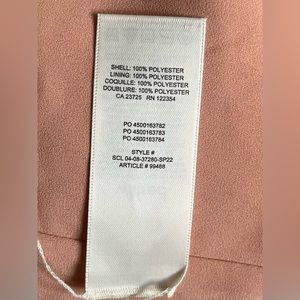 SHELL: 100% POLYESTER
LINING: 100% POLYESTER
COQUILLE: 100% POLYESTER
DOUBLURE: 100% POLYESTER
CA 23725 RN 122354
PO 4500163782
PO 4500163783
PO 4500163784
STYLE #
SCL 04-08-37280-SP22
ARTICLE # 99488